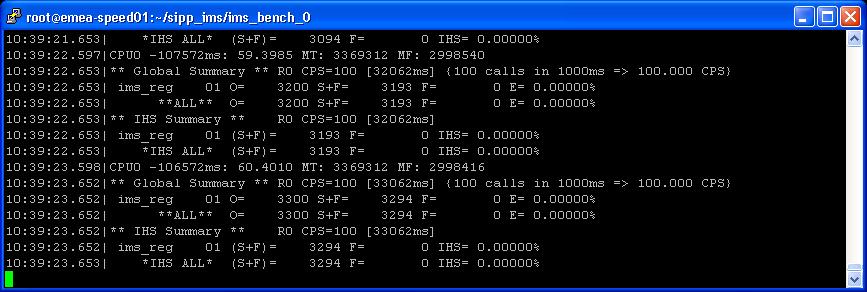 root@emea-speed01:~/sipp_ims/ims_bench_0
10:39:21.653|    *IHS ALL*  (S+F)=    3094 F=       0 IHS= 0.00000%
10:39:22.597|CPU0 -107572ms: 59.3985 MT: 3369312 MF: 2998540
10:39:22.653|** Global Summary ** R0 CPS=100 [32062ms] {100 calls in 1000ms => 100.000 CPS}
10:39:22.653| ims_reg    01 O=    3200 S+F=    3193 F=       0 E= 0.00000%
10:39:22.653|      **ALL**  O=    3200 S+F=    3193 F=       0 E= 0.00000%
10:39:22.653|** IHS Summary **    R0 CPS=100 [32062ms]
10:39:22.653| ims_reg    01 (S+F)=    3193 F=       0 IHS= 0.00000%
10:39:22.653|    *IHS ALL*  (S+F)=    3193 F=       0 IHS= 0.00000%
10:39:23.598|CPU0 -106572ms: 60.4010 MT: 3369312 MF: 2998416
10:39:23.652|** Global Summary ** R0 CPS=100 [33062ms] {100 calls in 1000ms => 100.000 CPS}
10:39:23.652| ims_reg    01 O=    3300 S+F=    3294 F=       0 E= 0.00000%
10:39:23.652|      **ALL**  O=    3300 S+F=    3294 F=       0 E= 0.00000%
10:39:23.652|** IHS Summary **    R0 CPS=100 [33062ms]
10:39:23.653| ims_reg    01 (S+F)=    3294 F=       0 IHS= 0.00000%
10:39:23.653|    *IHS ALL*  (S+F)=    3294 F=       0 IHS= 0.00000%